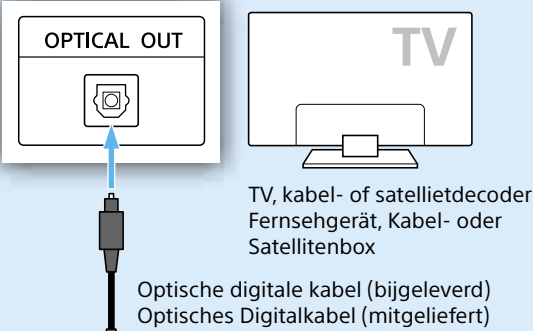 OPTICAL OUT
TV
TV, kabel- of satellietdecoder
Fernsehgerät, Kabel- oder
Satellitenbox
Optische digitale kabel (bijgeleverd)
Optisches Digitalkabel (mitgeliefert)